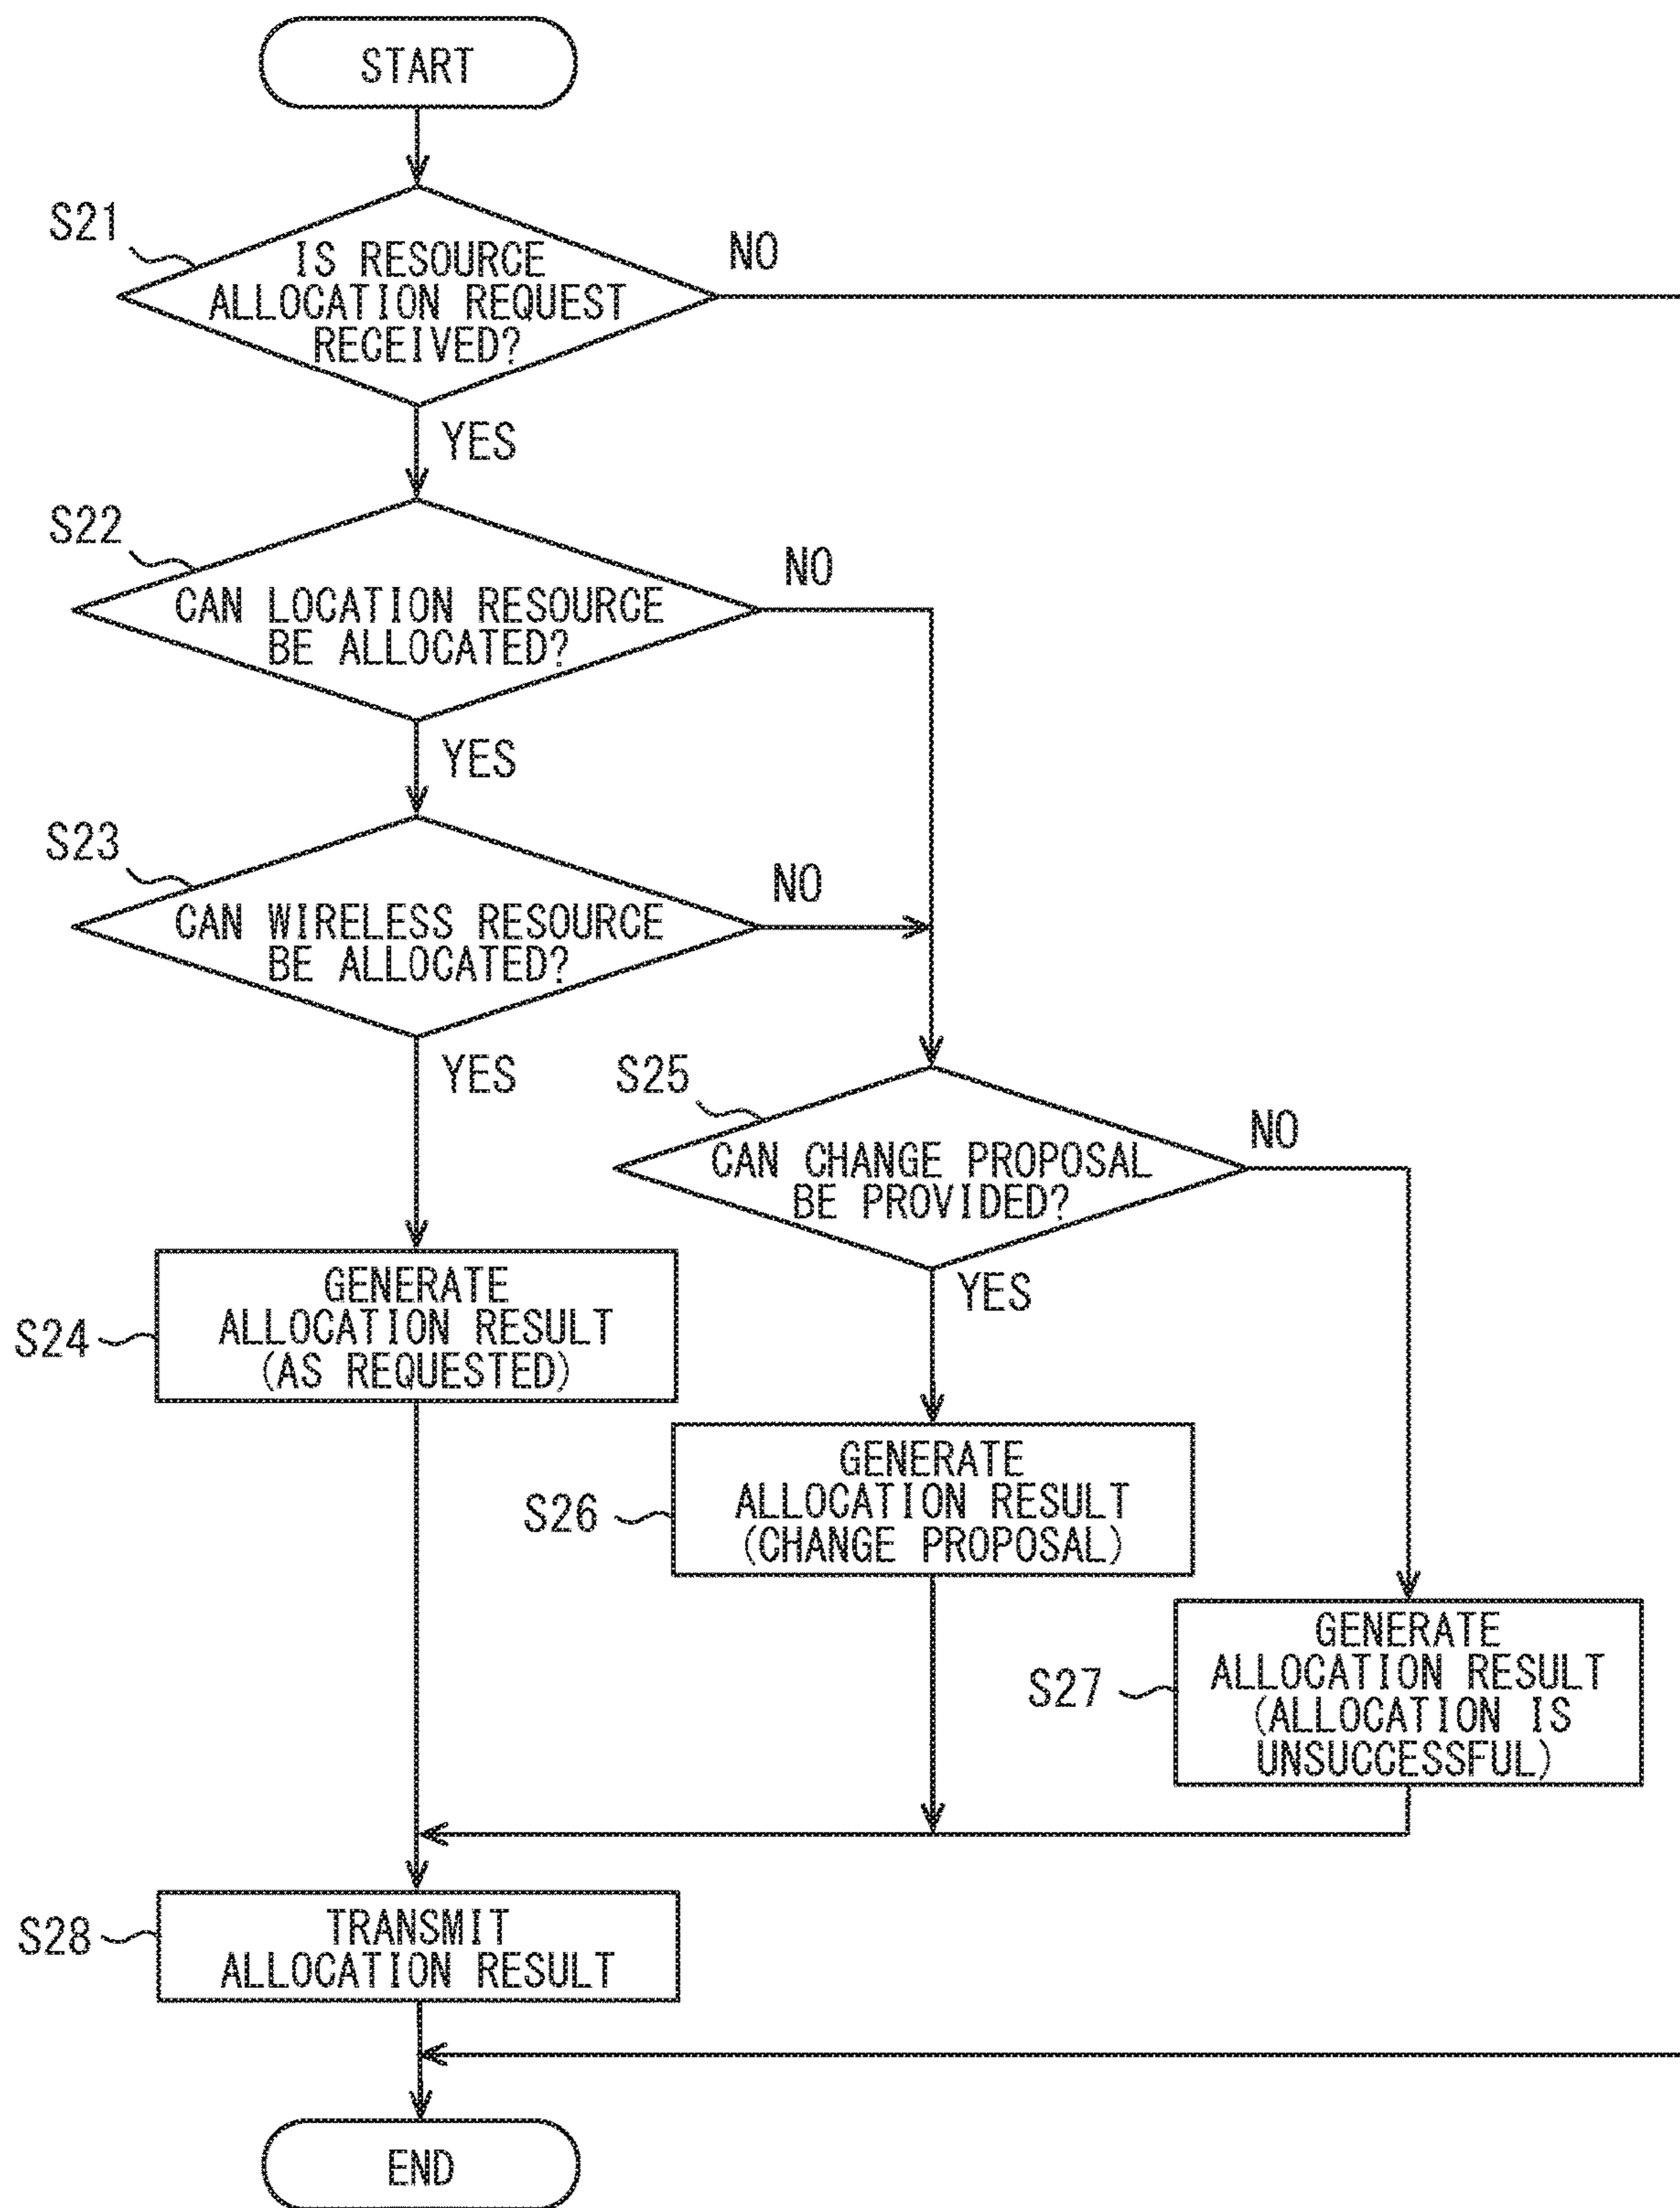 START
S21
IS RESOURCE
ALLOCATION REQUEST
RECEIVED?
NO
YES
S22
CAN LOCATION RESOURCE
BE ALLOCATED?
NO
YES
S23
CAN WIRELESS RESOURCE
BE ALLOCATED?
NO
YES
S25
CAN CHANGE PROPOSAL
BE PROVIDED?
NO
YES
S24
GENERATE
ALLOCATION RESULT
(AS REQUESTED)
S26
GENERATE
ALLOCATION RESULT
(CHANGE PROPOSAL)
S27
GENERATE
ALLOCATION RESULT
(ALLOCATION IS
UNSUCCESSFUL)
S28
TRANSMIT
ALLOCATION RESULT
END